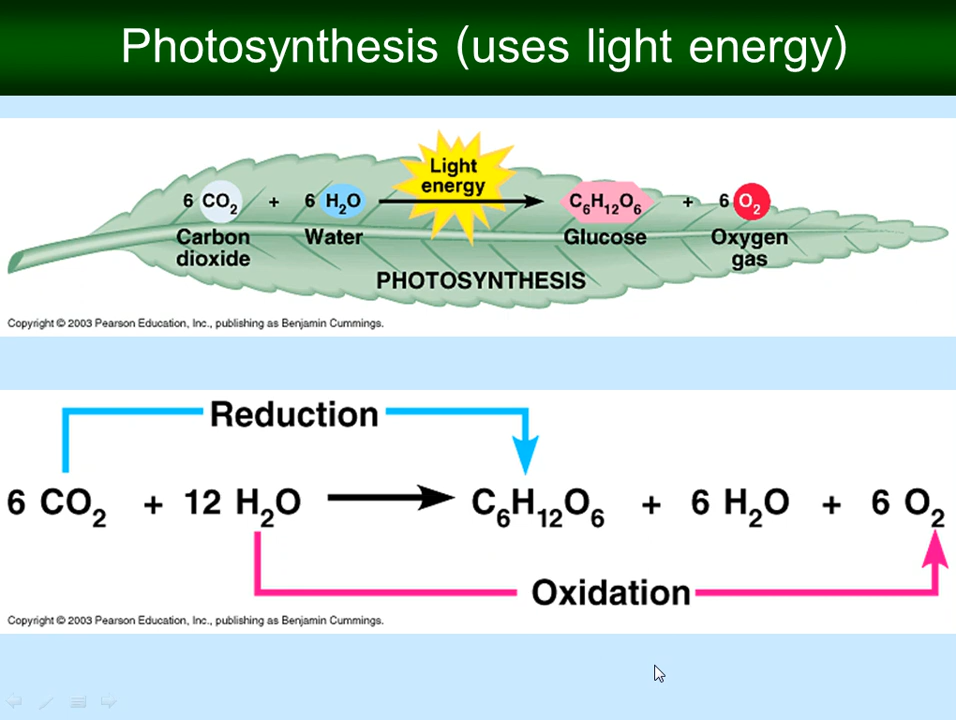 Photosynthesis (uses light energy)
Light
energy
6 CO₂ + 6 H₂O C₆H₁₂O₆ + 6 O₂
Carbon dioxide Water Glucose Oxygen gas
PHOTOSYNTHESIS
Copyright © 2003 Pearson Education, Inc., publishing as Benjamin Cummings.
Reduction
6 CO₂ + 12 H₂O → C₆H₁₂O₆ + 6 H₂O + 6 O₂
Oxidation
Copyright © 2003 Pearson Education, Inc., publishing as Benjamin Cummings.